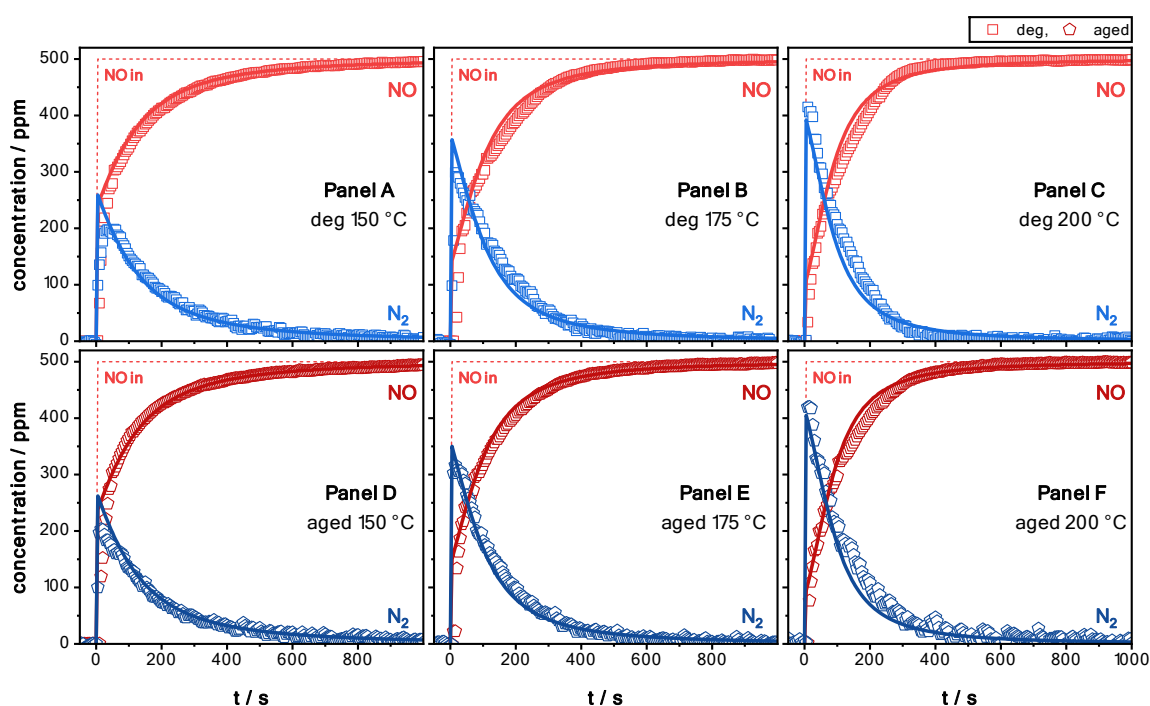 deg, aged
500
400
300
200
100
0
concentration / ppm
NO in
NO
Panel A
deg 150 °C
N2
NO in
NO
Panel B
deg 175 °C
N2
NO in
NO
Panel C
deg 200 °C
N2
500
400
300
200
100
0
concentration / ppm
NO in
NO
Panel D
aged 150 °C
N2
NO in
NO
Panel E
aged 175 °C
N2
NO in
NO
Panel F
aged 200 °C
N2
0 200 400 600 800
0 200 400 600 800
0 200 400 600 800 1000
t / s
t / s
t / s